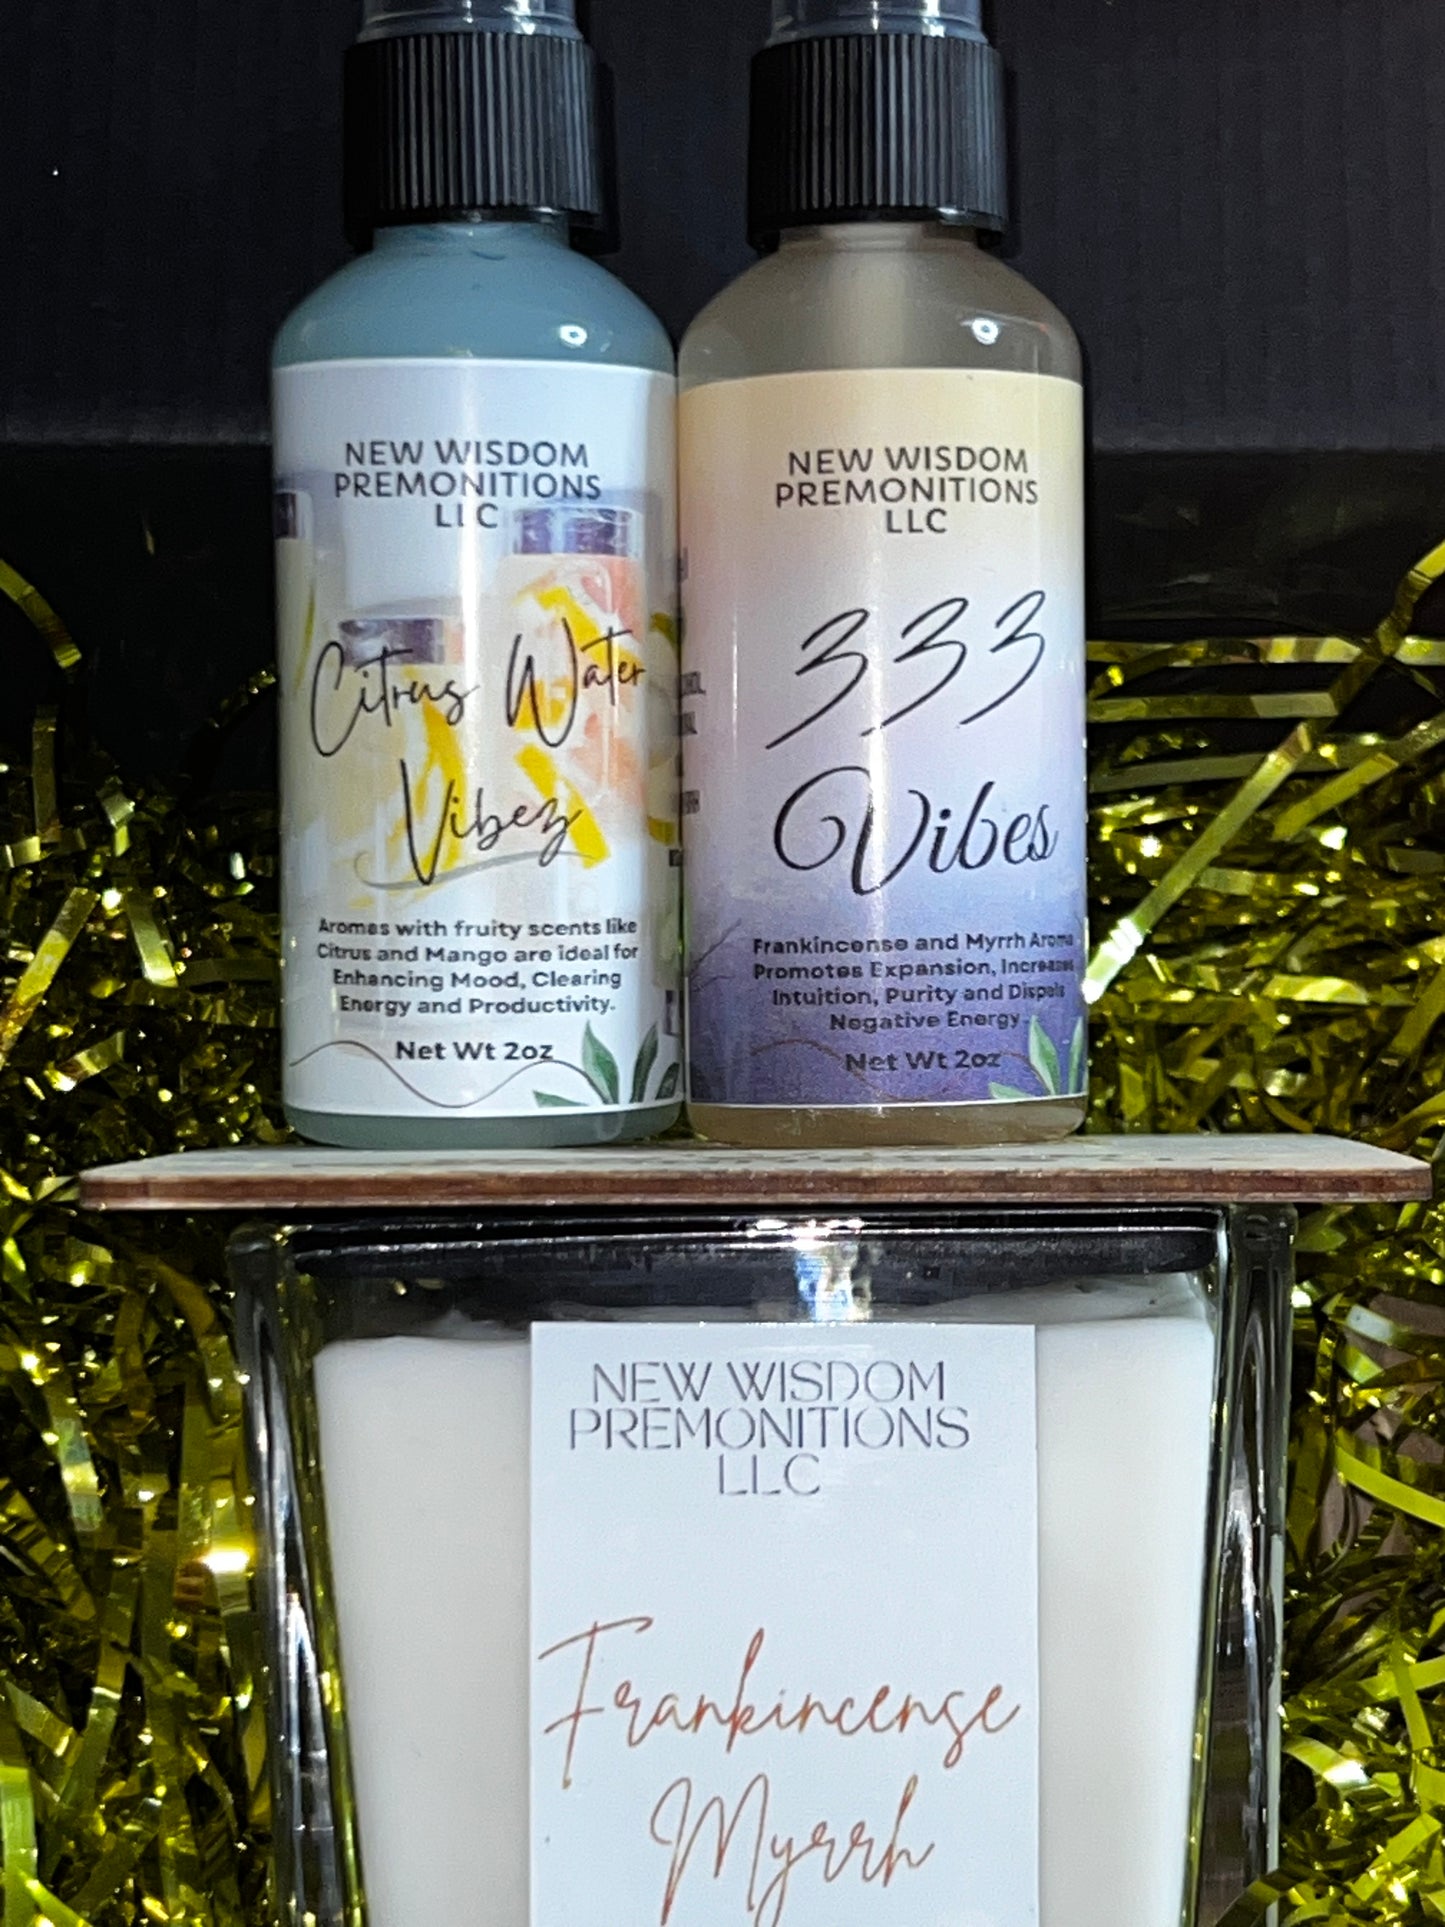 NEW WISDOM
PREMONITIONS
LLC
Citrus Water
Vibez
Aromas with fruity scents like
Citrus and Mango are ideal for
Enhancing Mood, Clearing
Energy and Productivity.
Net Wt 2oz
NEW WISDOM
PREMONITIONS
LLC
333
Vibes
Frankincense and Myrrh Aroma
Promotes Expansion, Increases
Intuition, Purity and Dispels
Negative Energy.
Net Wt 2oz
NEW WISDOM
PREMONITIONS
LLC
Frankincense
Myrrh